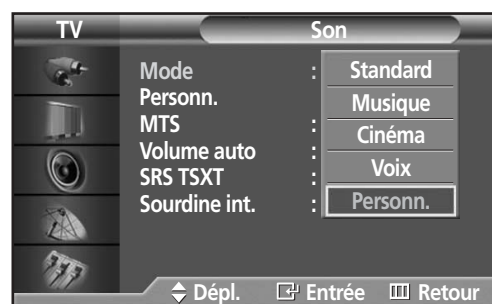 TV Son
Mode : Standard
Personn. Musique
MTS : Cinéma
Volume auto :
SRS TSXT : Voix
Sourdine int. : Personn.
Dépl. Entrée Retour